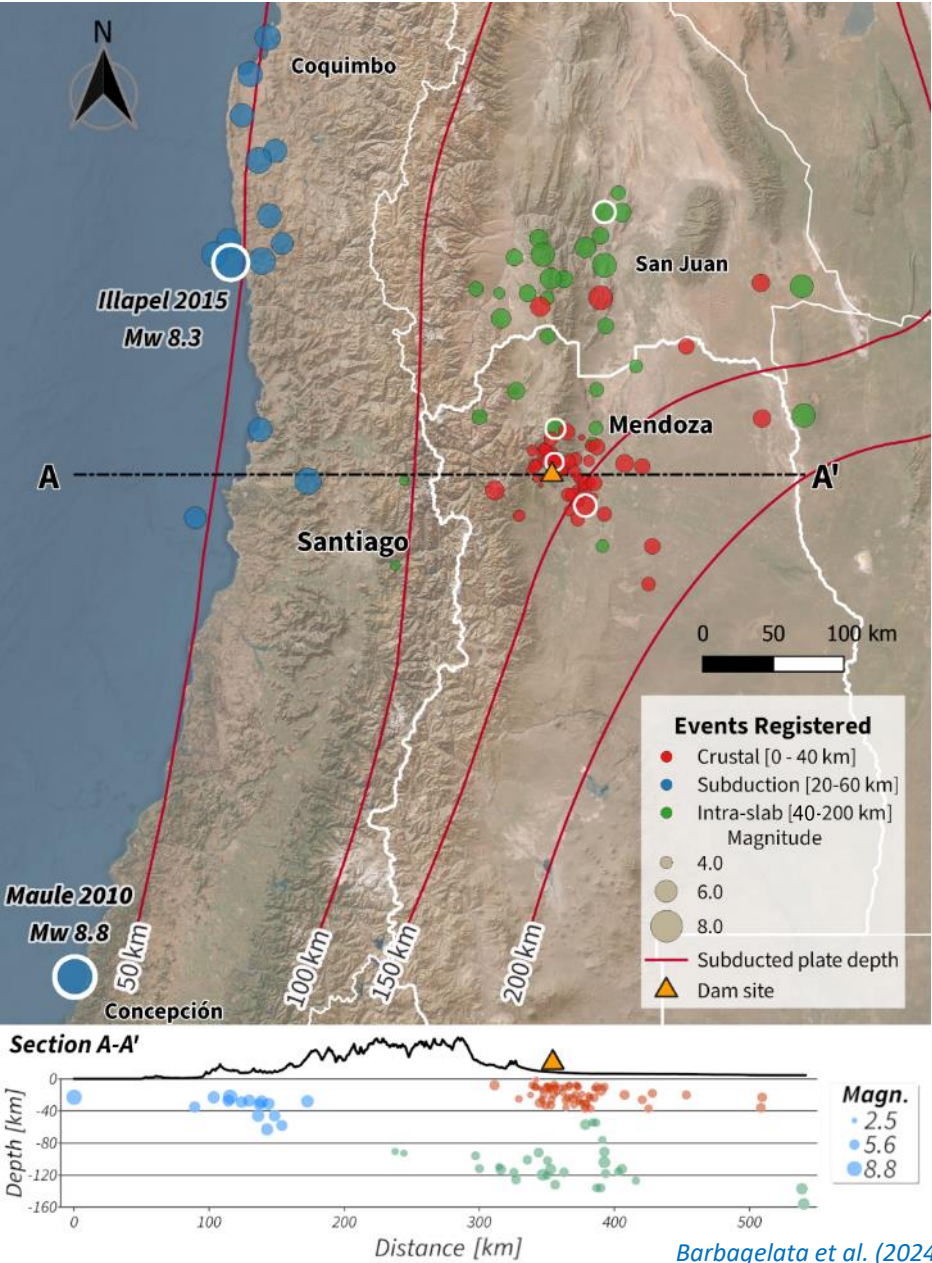 N
Coquimbo
San Juan
Illapel 2015
Mw 8.3
Mendoza
A
A'
Santiago
0 50 100 km
Events Registered
Crustal [0 - 40 km]
Subduction [20-60 km]
Intra-slab [40-200 km]
Magnitude
4.0
6.0
8.0
Subducted plate depth
Dam site
Maule 2010
Mw 8.8
50 km
100 km
150 km
200 km
Concepción
Section A-A'
Depth [km]
0
-40
-80
-120
-160
0 100 200 300 400 500
Distance [km]
Magn.
2.5
5.6
8.8
Barbagelata et al. (2024